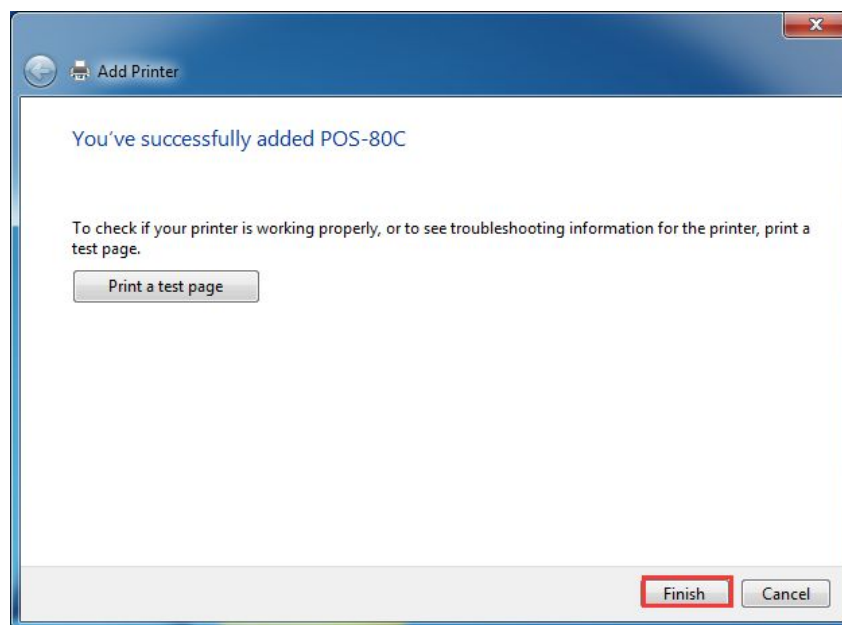 Add Printer
You've successfully added POS-80C
To check if your printer is working properly, or to see troubleshooting information for the printer, print a
test page.
Print a test page
Finish
Cancel